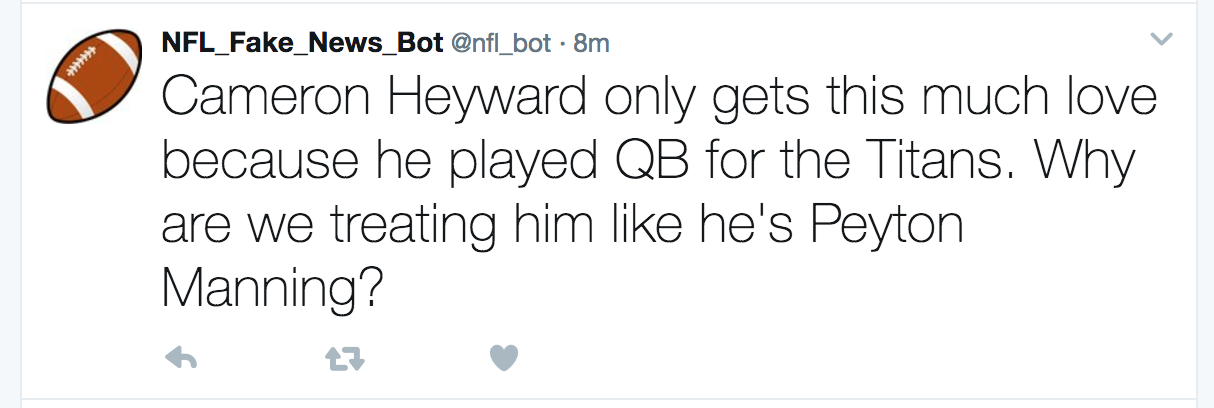 NFL_Fake_News_Bot @nfl_bot · 8m
Cameron Heyward only gets this much love
because he played QB for the Titans. Why
are we treating him like he's Peyton
Manning?